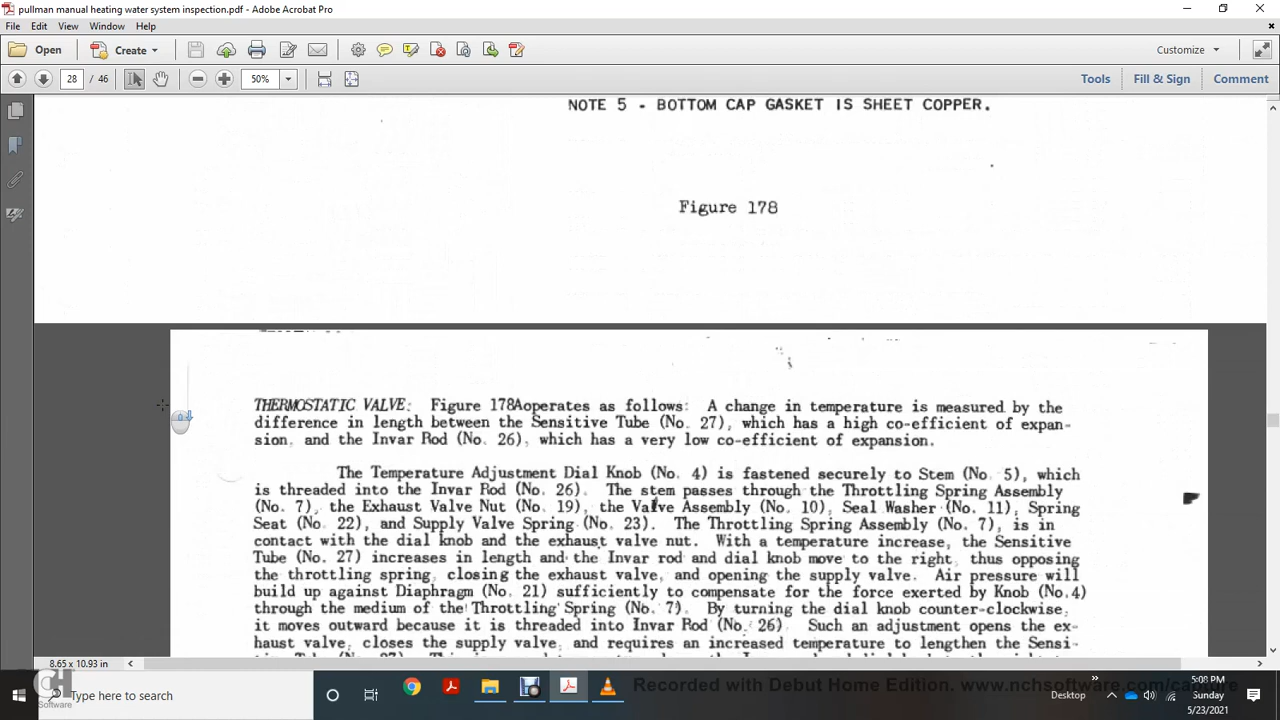 pullman manual heating water system inspection.pdf - Adobe Acrobat Pro
File Edit View Window Help
Open Create Customize
28 / 46 50% Tools Fill & Sign Comment
NOTE 5 - BOTTOM CAP GASKET IS SHEET COPPER.
Figure 178
THERMOSTATIC VALVE: Figure 178Aoperates as follows: A change in temperature is measured by the
difference in length between the Sensitive Tube (No. 27), which has a high co-efficient of expan-
sion, and the Invar Rod (No. 26), which has a very low co-efficient of expansion.
The Temperature Adjustment Dial Knob (No. 4) is fastened securely to Stem (No. 5), which
is threaded into the Invar Rod (No. 26). The stem passes through the Throttling Spring Assembly
(No. 7), the Exhaust Valve Nut (No. 19), the Valve Assembly (No. 10), Seal Washer (No. 11), Spring
Seat (No. 22), and Supply Valve Spring (No. 23). The Throttling Spring Assembly (No. 7), is in
contact with the dial knob and the exhaust valve nut. With a temperature increase, the Sensitive
Tube (No. 27) increases in length and the Invar rod and dial knob move to the right, thus opposing
the throttling spring, closing the exhaust valve, and opening the supply valve. Air pressure will
build up against Diaphragm (No. 21) sufficiently to compensate for the force exerted by Knob (No.4)
through the medium of the Throttling Spring (No. 7). By turning the dial knob counter-clockwise,
it moves outward because it is threaded into Invar Rod (No. 26). Such an adjustment opens the ex-
haust valve, closes the supply valve, and requires an increased temperature to lengthen the Sensi-
8.65 x 10.93 in
Recorded with Debut Home Edition. www.nchsoftware.com/capture
CH
Software
Type here to search
Desktop
5:08 PM
Sunday
5/23/2021